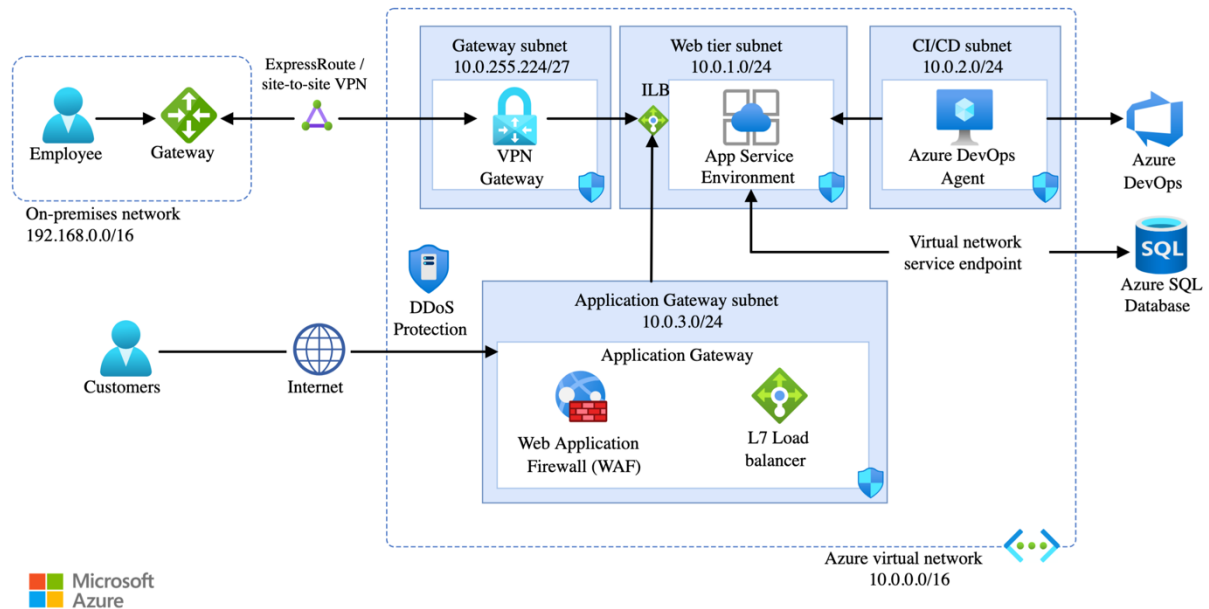 Gateway subnet
10.0.255.224/27
Web tier subnet
10.0.1.0/24
CI/CD subnet
10.0.2.0/24
ExpressRoute /
site-to-site VPN
ILB
Employee
Gateway
VPN
Gateway
App Service
Environment
Azure DevOps
Agent
Azure
DevOps
On-premises network
192.168.0.0/16
Virtual network
service endpoint
SQL
Azure SQL
Database
DDoS
Protection
Application Gateway subnet
10.0.3.0/24
Application Gateway
Customers
Internet
Web Application
Firewall (WAF)
L7 Load
balancer
Azure virtual network
10.0.0.0/16
Microsoft
Azure